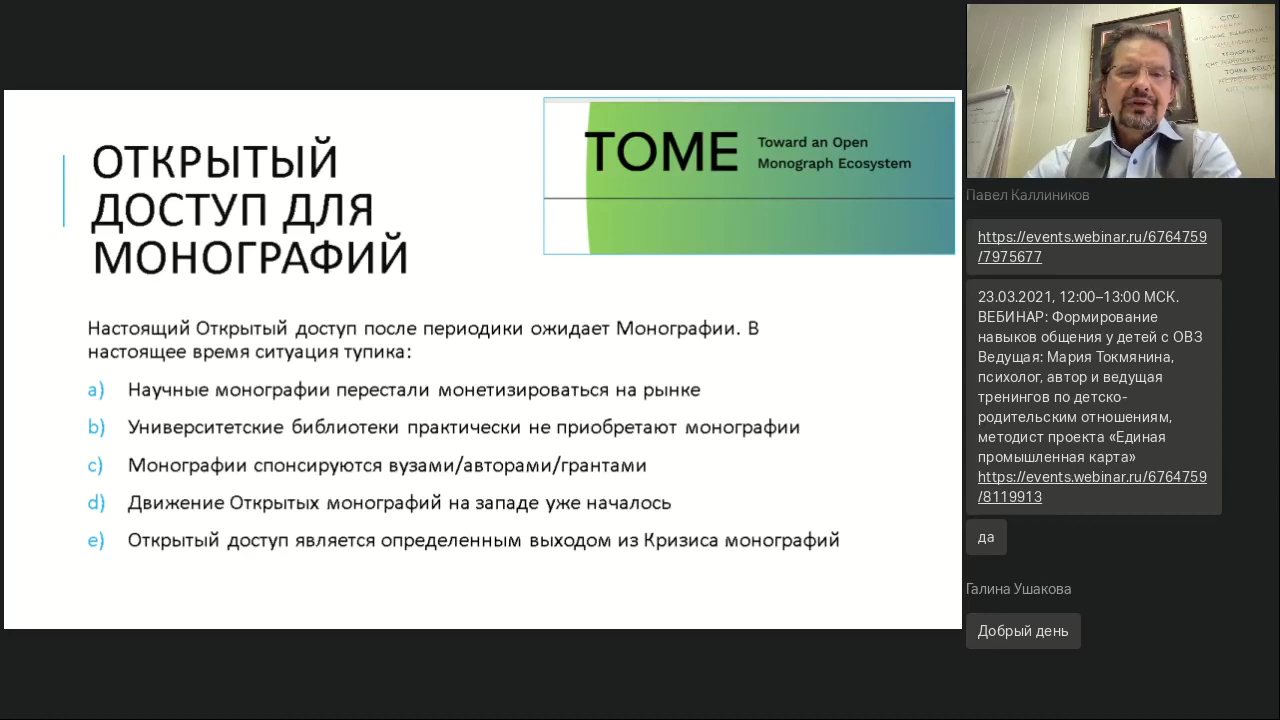 ОТКРЫТЫЙ
ДОСТУП ДЛЯ
МОНОГРАФИЙ
TOME
Toward an Open
Monograph Ecosystem
Настоящий Открытый доступ после периодики ожидает Монографии. В
настоящее время ситуация тупика:
a) Научные монографии перестали монетизироваться на рынке
b) Университетские библиотеки практически не приобретают монографии
c) Монографии спонсируются вузами/авторами/грантами
d) Движение Открытых монографий на западе уже началось
e) Открытый доступ является определенным выходом из Кризиса монографий
СПб
ТЕОЛОГИЯ
Павел Каллиников
https://events.webinar.ru/6764759
/7975677
23.03.2021, 12:00–13:00 МСК.
ВЕБИНАР: Формирование
навыков общения у детей с ОВЗ
Ведущая: Мария Токмянина,
психолог, автор и ведущая
тренингов по детско-
родительским отношениям,
методист проекта «Единая
промышленная карта»
https://events.webinar.ru/6764759
/8119913
да
Галина Ушакова
Добрый день